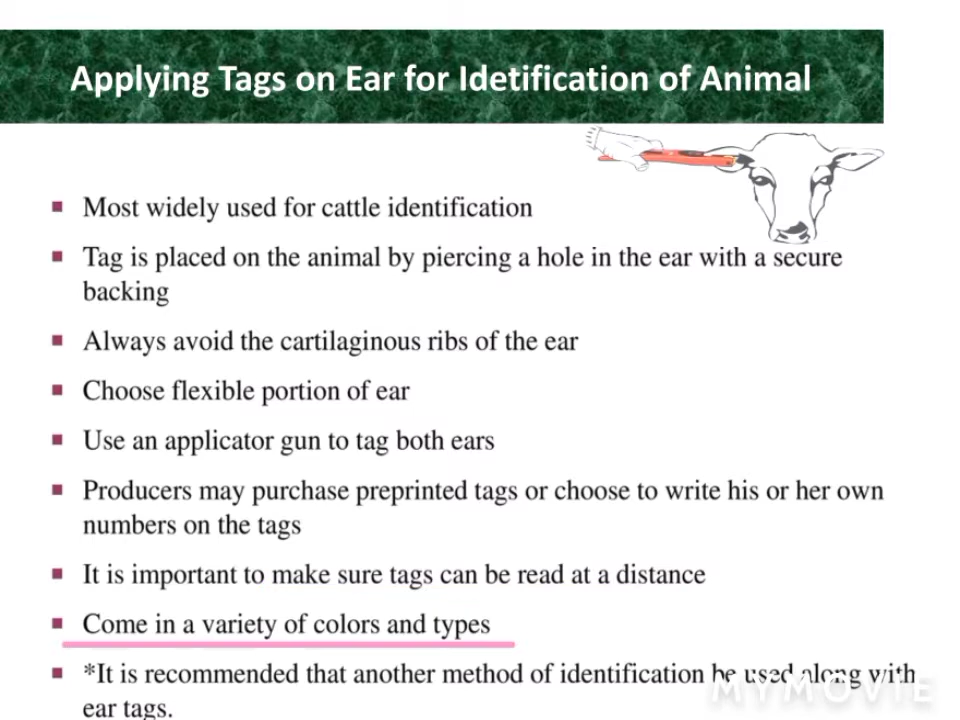 Applying Tags on Ear for Idetification of Animal
Most widely used for cattle identification
Tag is placed on the animal by piercing a hole in the ear with a secure
backing
Always avoid the cartilaginous ribs of the ear
Choose flexible portion of ear
Use an applicator gun to tag both ears
Producers may purchase preprinted tags or choose to write his or her own
numbers on the tags
It is important to make sure tags can be read at a distance
Come in a variety of colors and types
*It is recommended that another method of identification be used along with
ear tags.
MYMOVIE